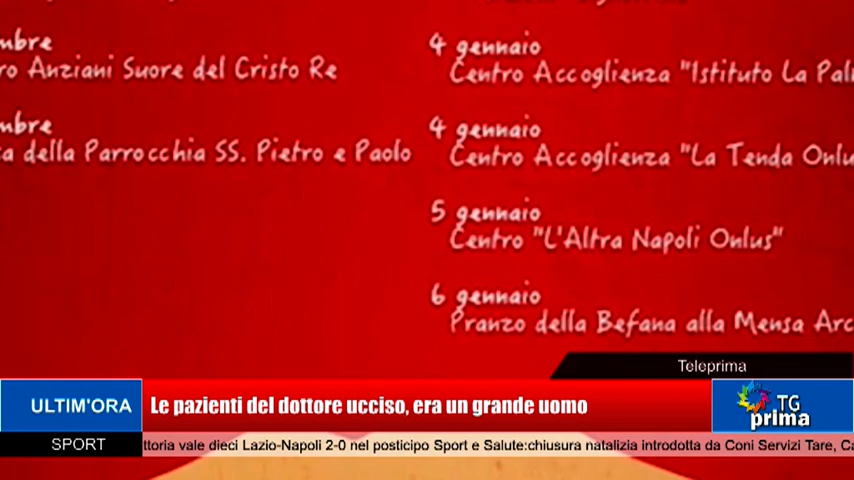 mbre
ro Anziani Suore del Cristo Re
mbre
a della Parrocchia SS. Pietro e Paolo
4 gennaio
Centro Accoglienza "Istituto La Pal
4 gennaio
Centro Accoglienza "La Tenda Onlu
5 gennaio
Centro "L'Altra Napoli Onlus"
6 gennaio
Pranzo della Befana alla Mensa Arc
Teleprima
ULTIM'ORA
Le pazienti del dottore ucciso, era un grande uomo
TG
prima
SPORT
ttoria vale dieci Lazio-Napoli 2-0 nel posticipo Sport e Salute:chiusura natalizia introdotta da Coni Servizi Tare, Ca